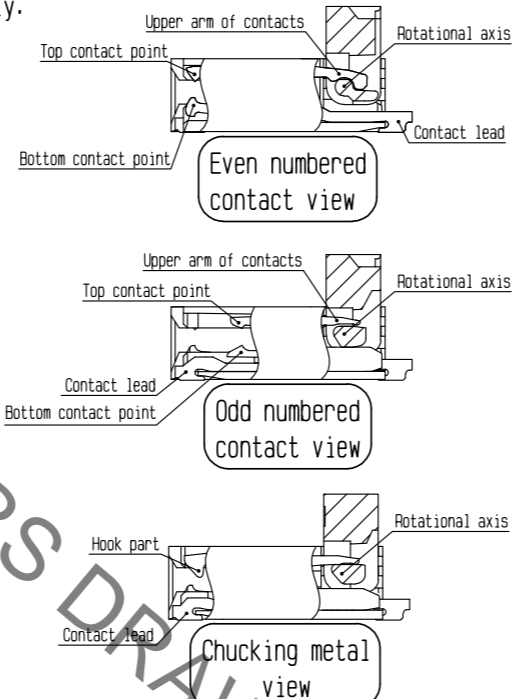 y.
Upper arm of contacts
Rotational axis
Top contact point
Contact lead
Bottom contact point
Even numbered
contact view
Upper arm of contacts
Rotational axis
Top contact point
Contact lead
Bottom contact point
Odd numbered
contact view
Rotational axis
Hook part
Contact lead
Chucking metal
view